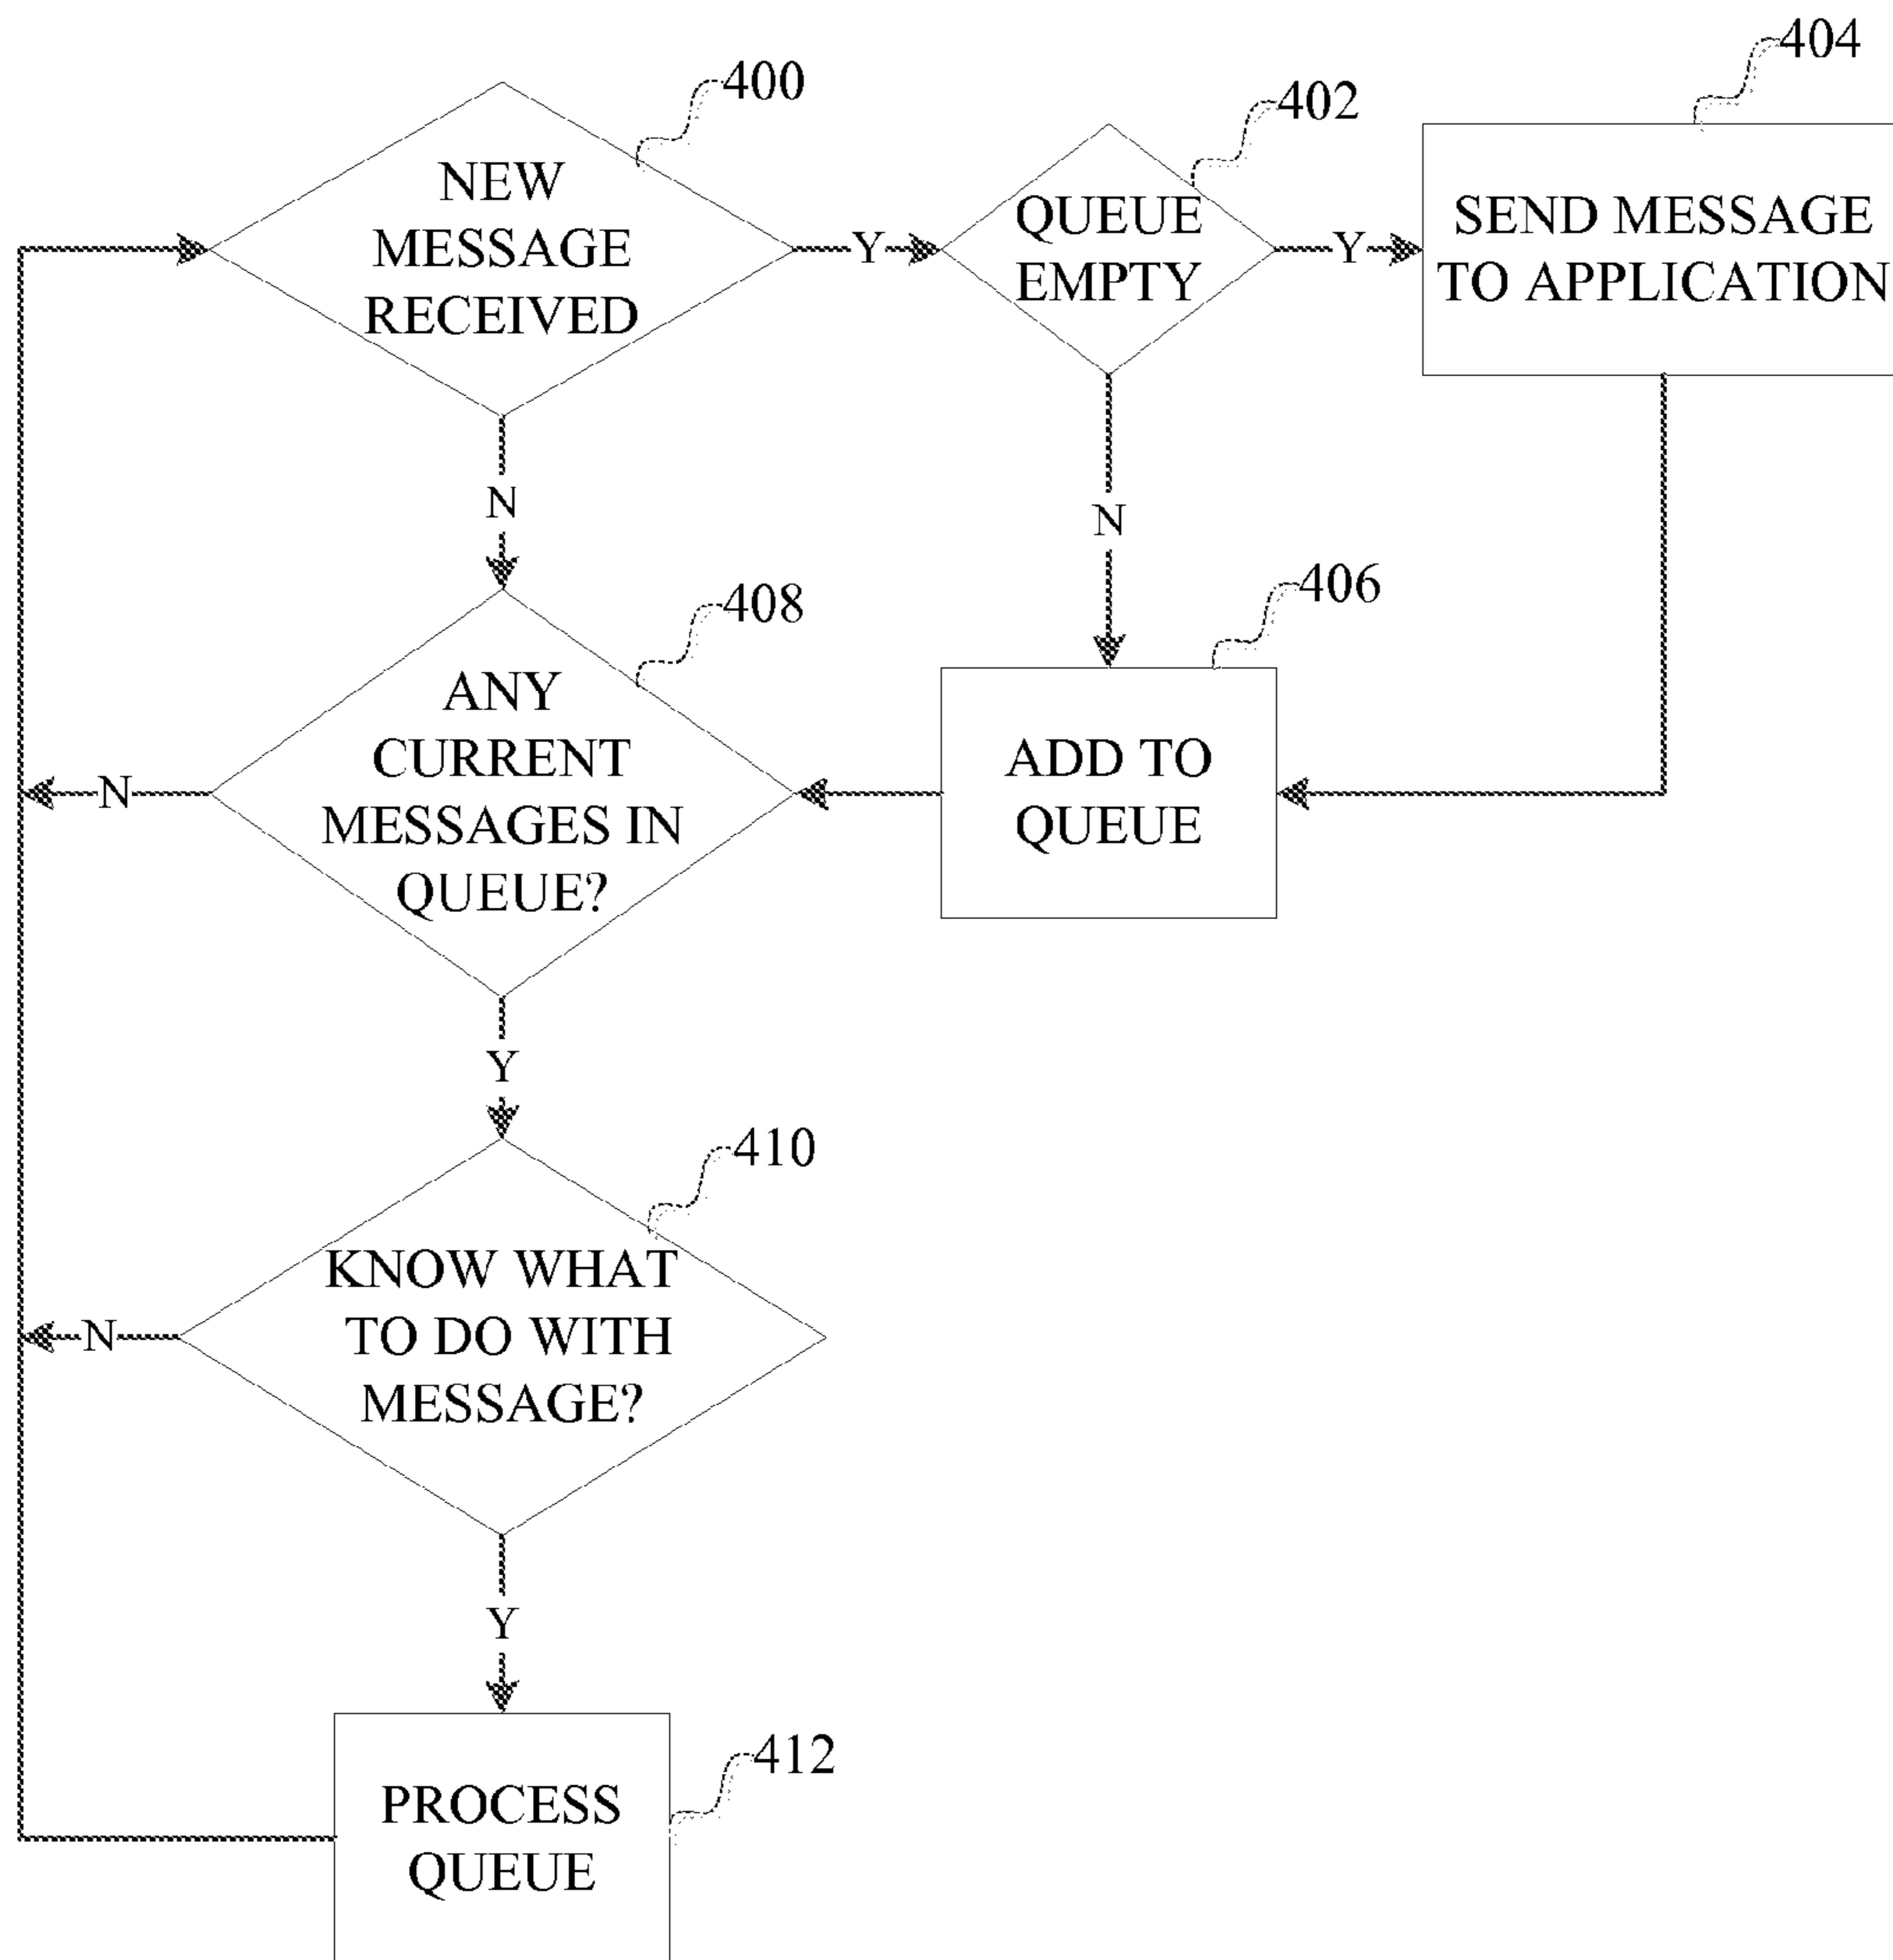 404
400
402
NEW
MESSAGE
RECEIVED
Y
QUEUE
EMPTY
Y
SEND MESSAGE
TO APPLICATION
N
N
408
406
ANY
CURRENT
MESSAGES IN
QUEUE?
N
ADD TO
QUEUE
Y
410
KNOW WHAT
TO DO WITH
MESSAGE?
N
Y
412
PROCESS
QUEUE